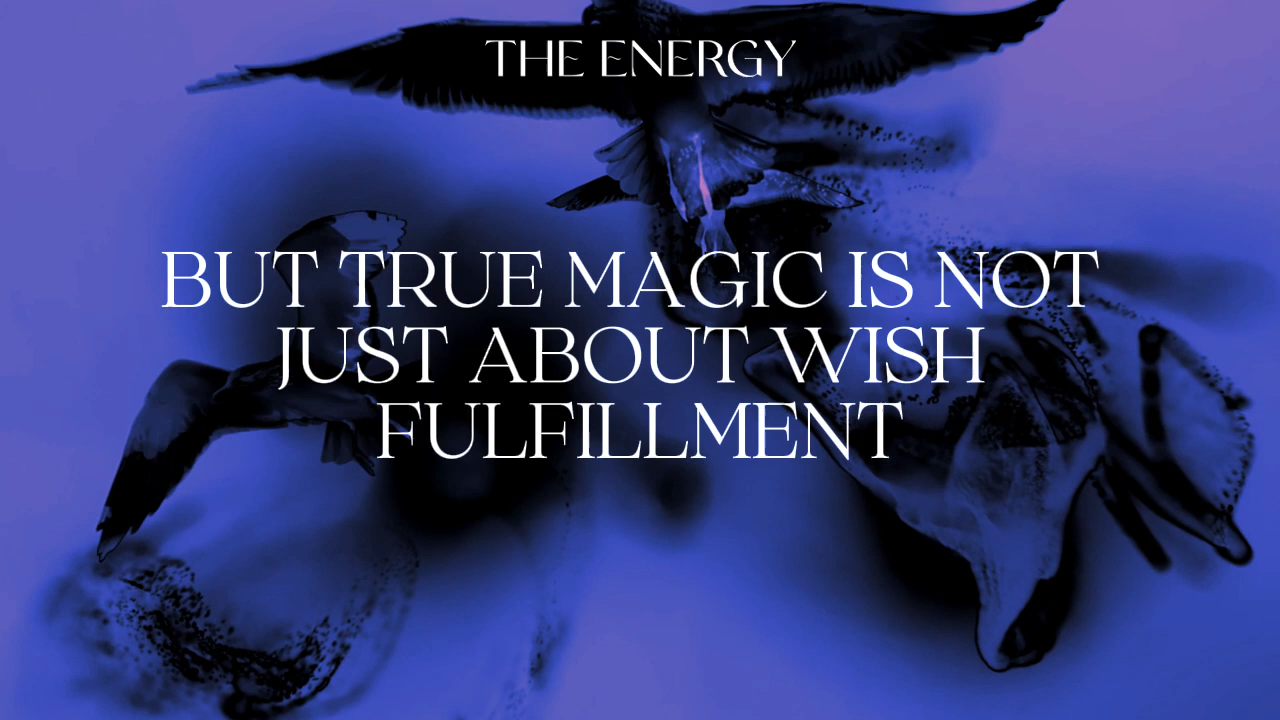 THE ENERGY
BUT TRUE MAGIC IS NOT
JUST ABOUT WISH
FULFILLMENT